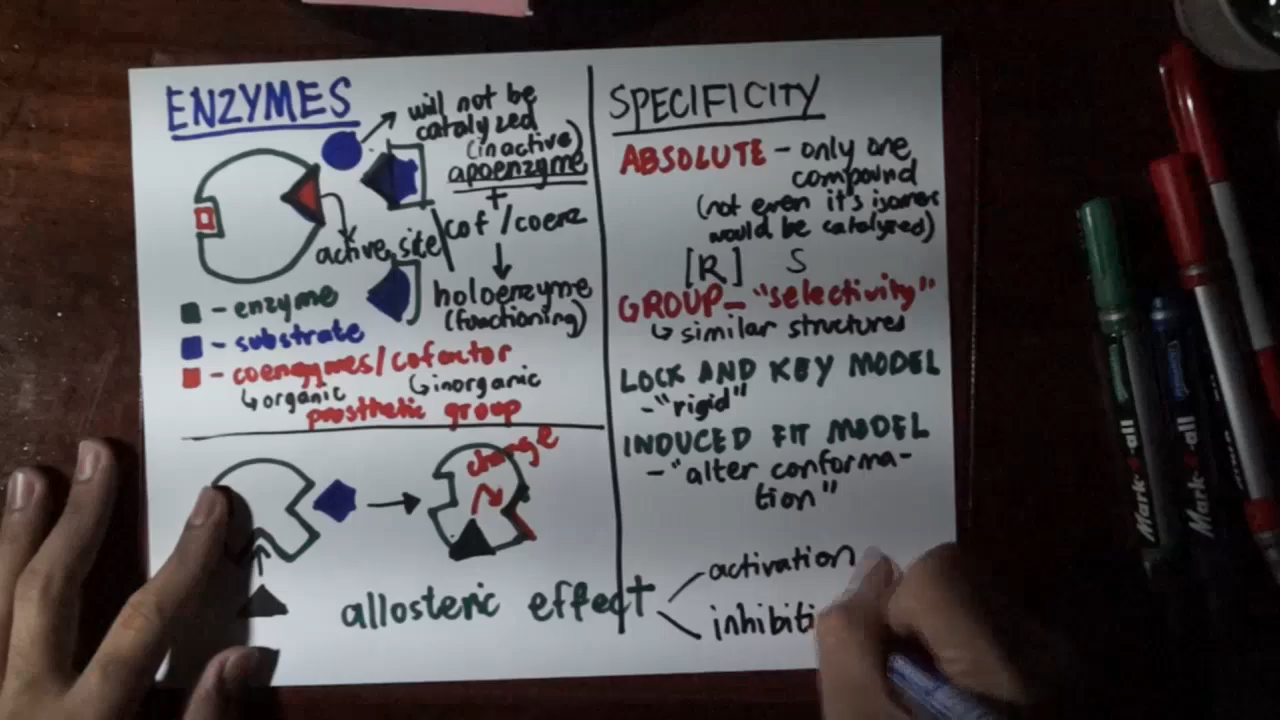 ENZYMES
will not be
catalyzed
(inactive)
apoenzyme
+
cof/coenz
holoenzyme
(functioning)
active site
- enzyme
- substrate
- coenzymes/cofactor
organic
inorganic
prosthetic group
change
allosteric effect
activation
inhibiti
SPECIFICITY
ABSOLUTE - only one
compound
(not even it's isomer
would be catalyzed)
[R] S
GROUP - "selectivity"
similar structures
LOCK AND KEY MODEL
- "rigid"
INDUCED FIT MODEL
- "alter conforma-
tion"
Mark-all
Mark-all